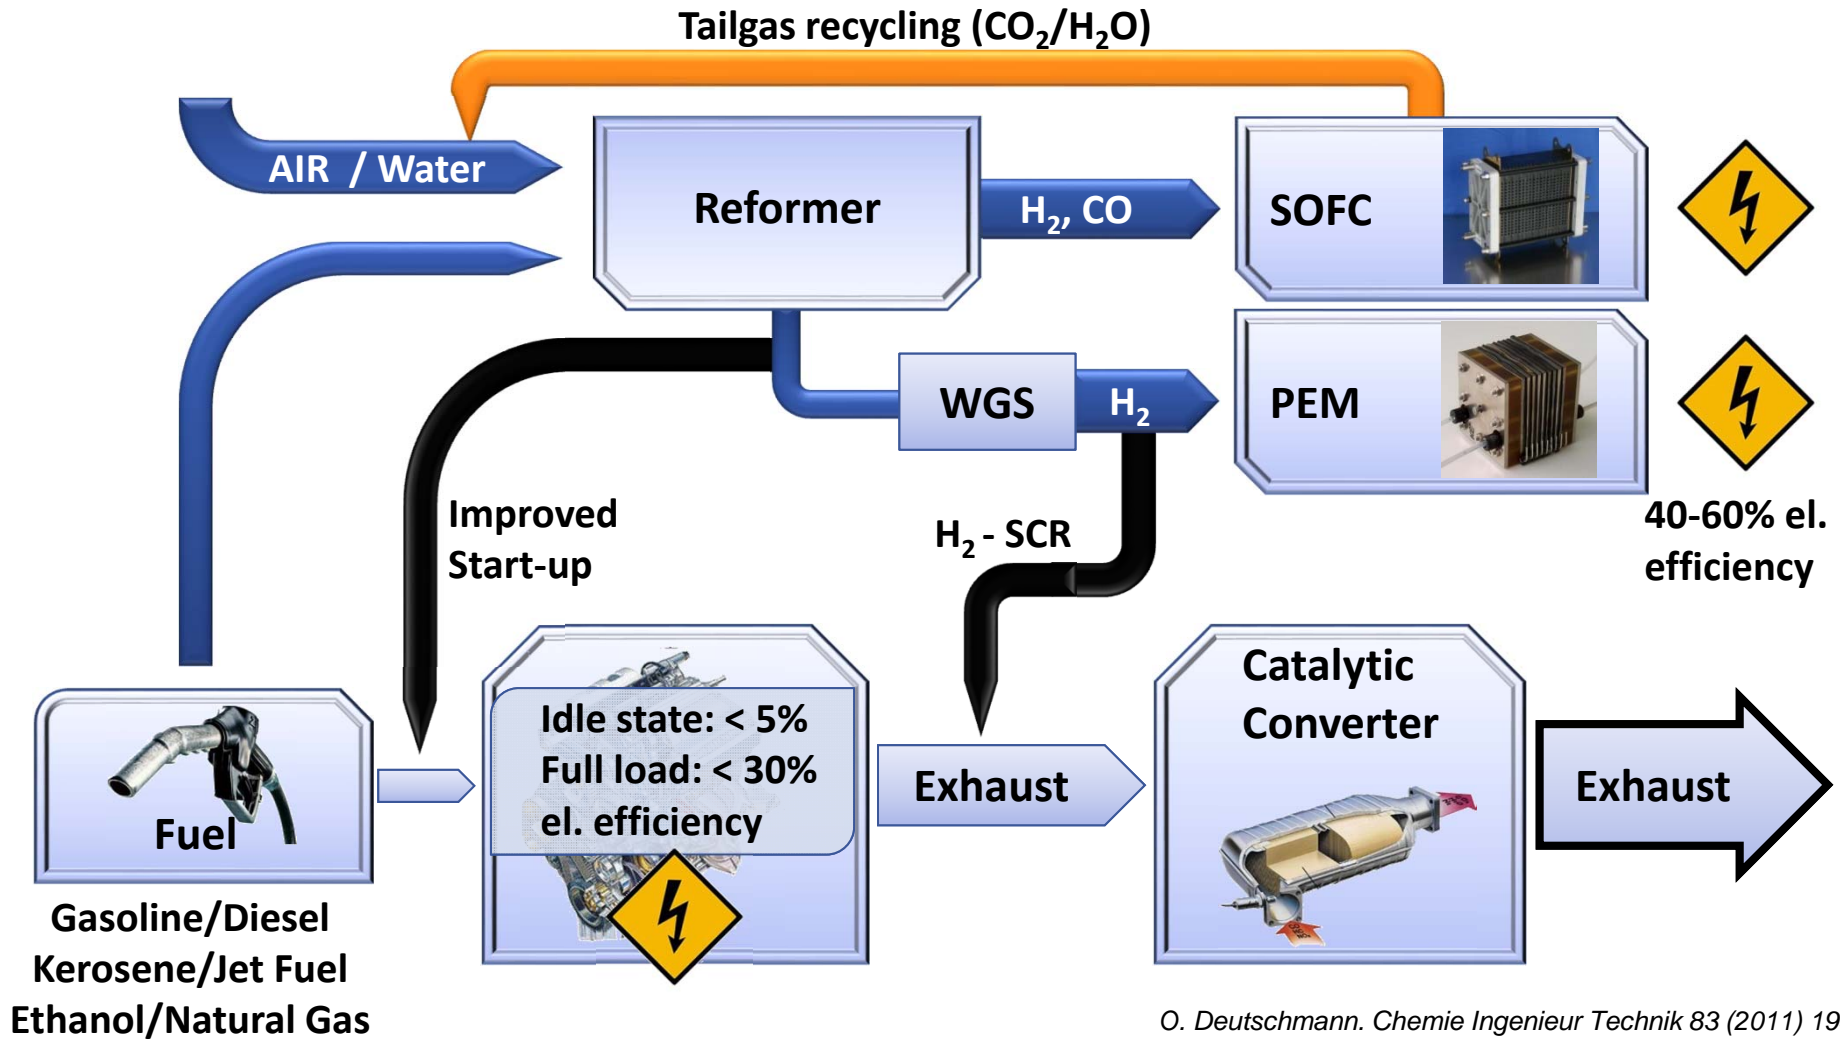 Tailgas recycling (CO₂/H₂O)
AIR / Water
Reformer
H₂, CO
SOFC
WGS
H₂
PEM
Improved
Start-up
H₂ - SCR
40-60% el.
efficiency
Idle state: < 5%
Full load: < 30%
el. efficiency
Fuel
Exhaust
Catalytic
Converter
Exhaust
Gasoline/Diesel
Kerosene/Jet Fuel
Ethanol/Natural Gas
O. Deutschmann. Chemie Ingenieur Technik 83 (2011) 19